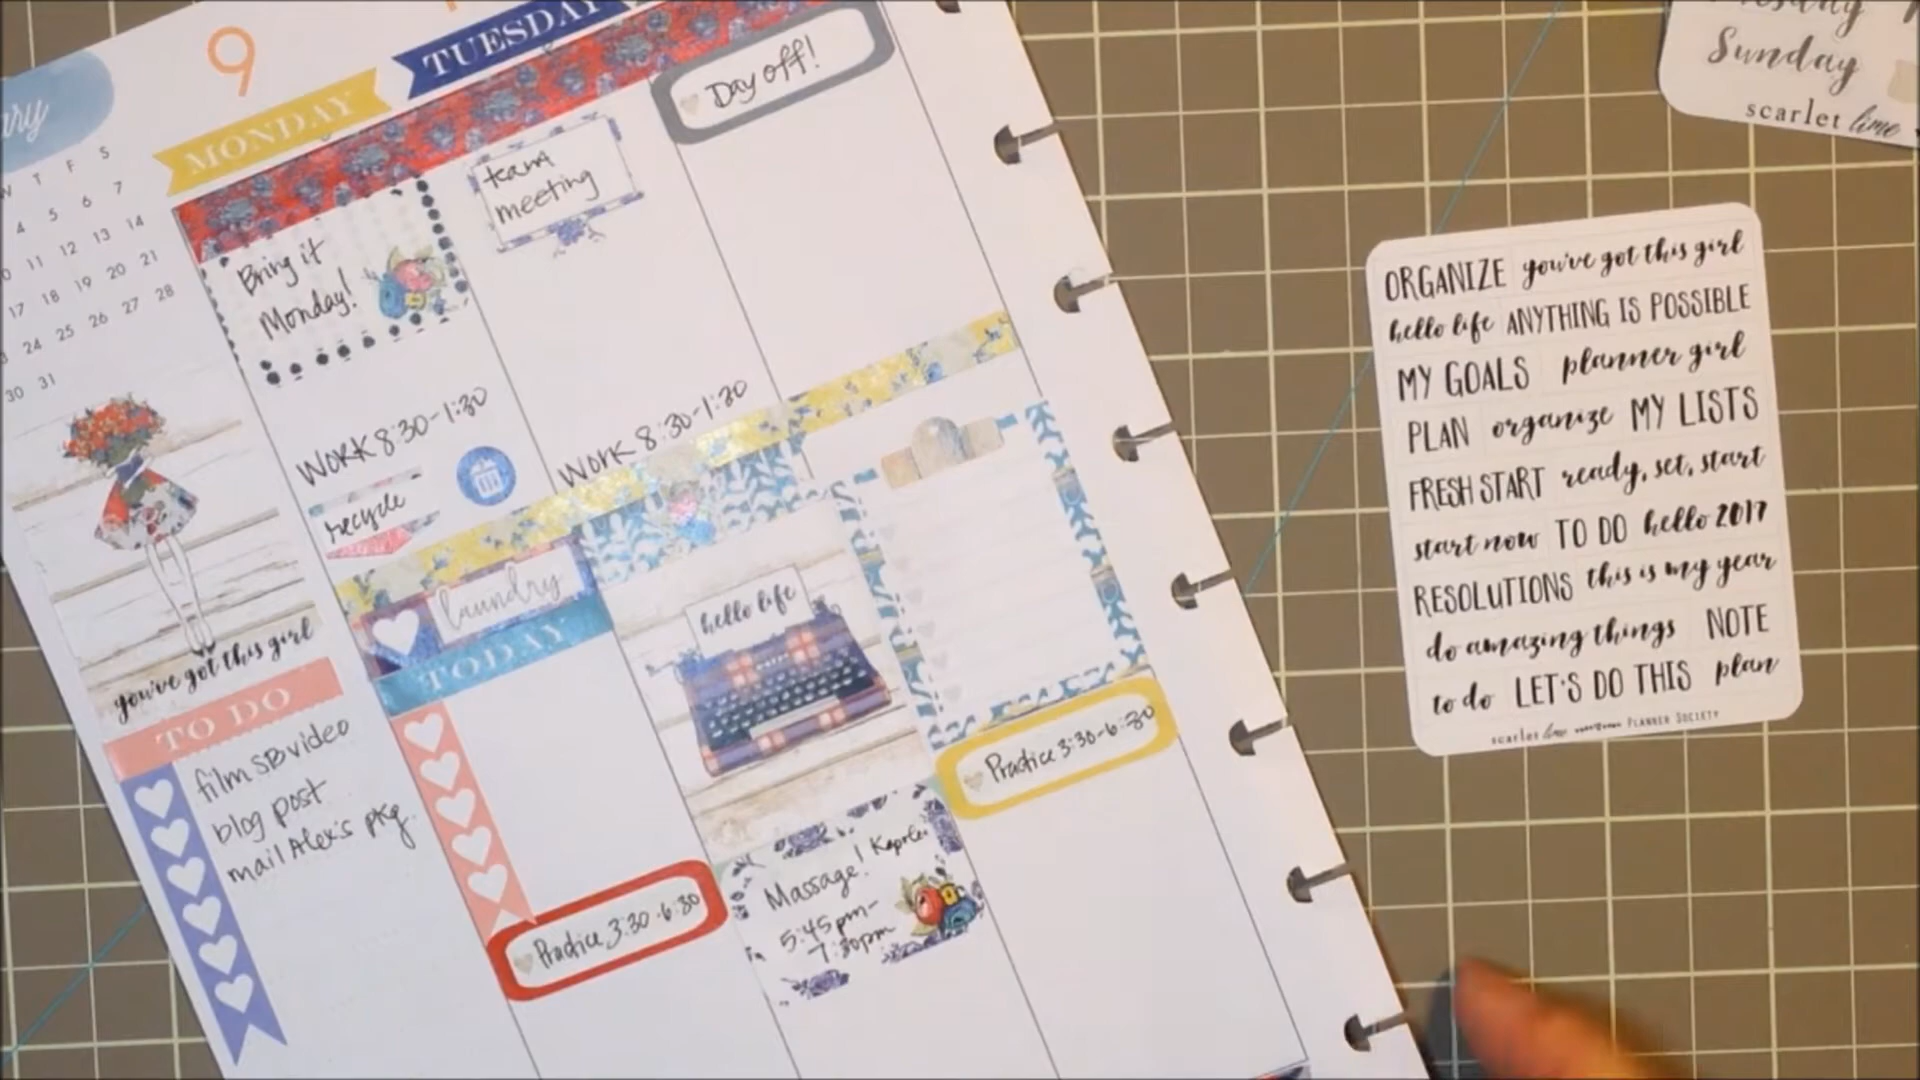 9
MONDAY
TUESDAY
ary
W T F S
4 5 6 7
11 12 13 14
17 18 19 20 21
24 25 26 27 28
30 31
Bring it
Monday!
team
meeting
Day off!
WORK 8:30-1:30
WORK 8:30-1:30
recycle
laundry
TODAY
hello life
you've got this girl
TO DO
film SB video
blog post
mail Alex's pkg.
Practice 3:30-6:30
Massage!
5:45pm-
7:30pm
Practice 3:30-6:30
Sunday
scarlet lime
ORGANIZE you've got this girl
hello life ANYTHING IS POSSIBLE
MY GOALS planner girl
PLAN organize MY LISTS
FRESH START ready, set, start
start now TO DO hello 2017
RESOLUTIONS this is my year
do amazing things NOTE
to do LET'S DO THIS plan
scarlet lime PLANNER SOCIETY